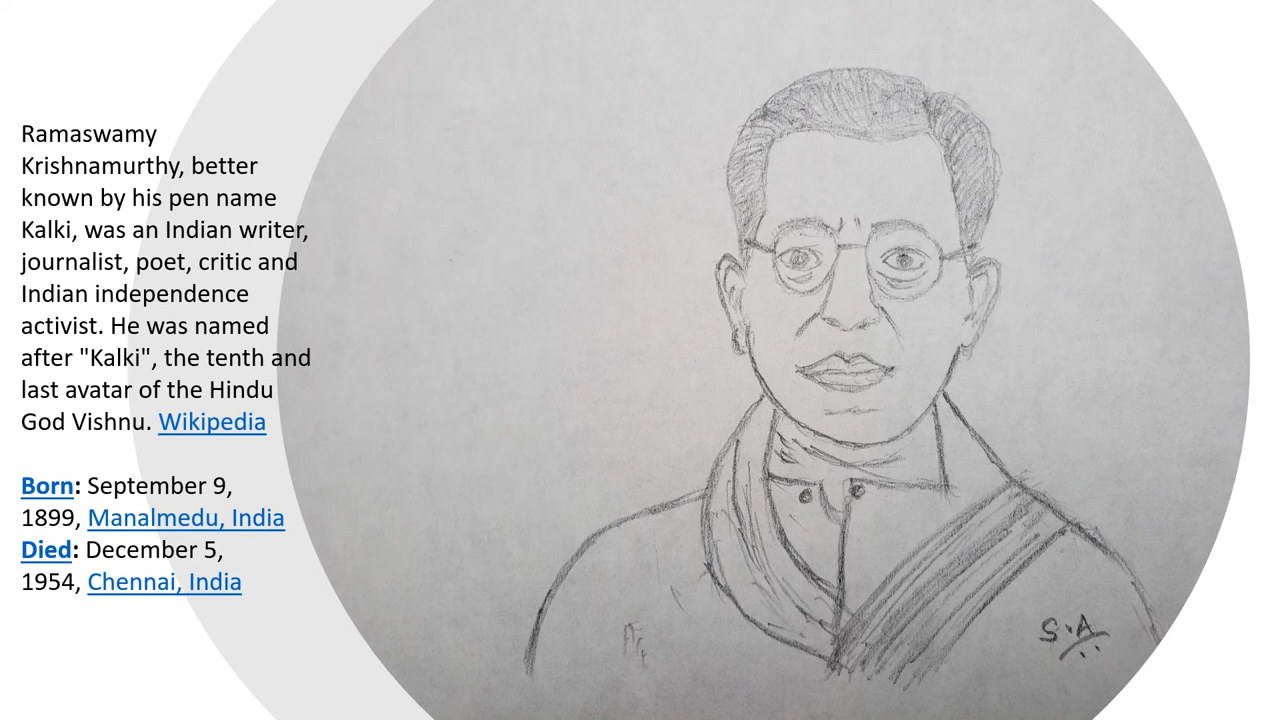 Ramaswamy
Krishnamurthy, better
known by his pen name
Kalki, was an Indian writer,
journalist, poet, critic and
Indian independence
activist. He was named
after "Kalki", the tenth and
last avatar of the Hindu
God Vishnu. Wikipedia
Born: September 9,
1899, Manalmedu, India
Died: December 5,
1954, Chennai, India
S.A